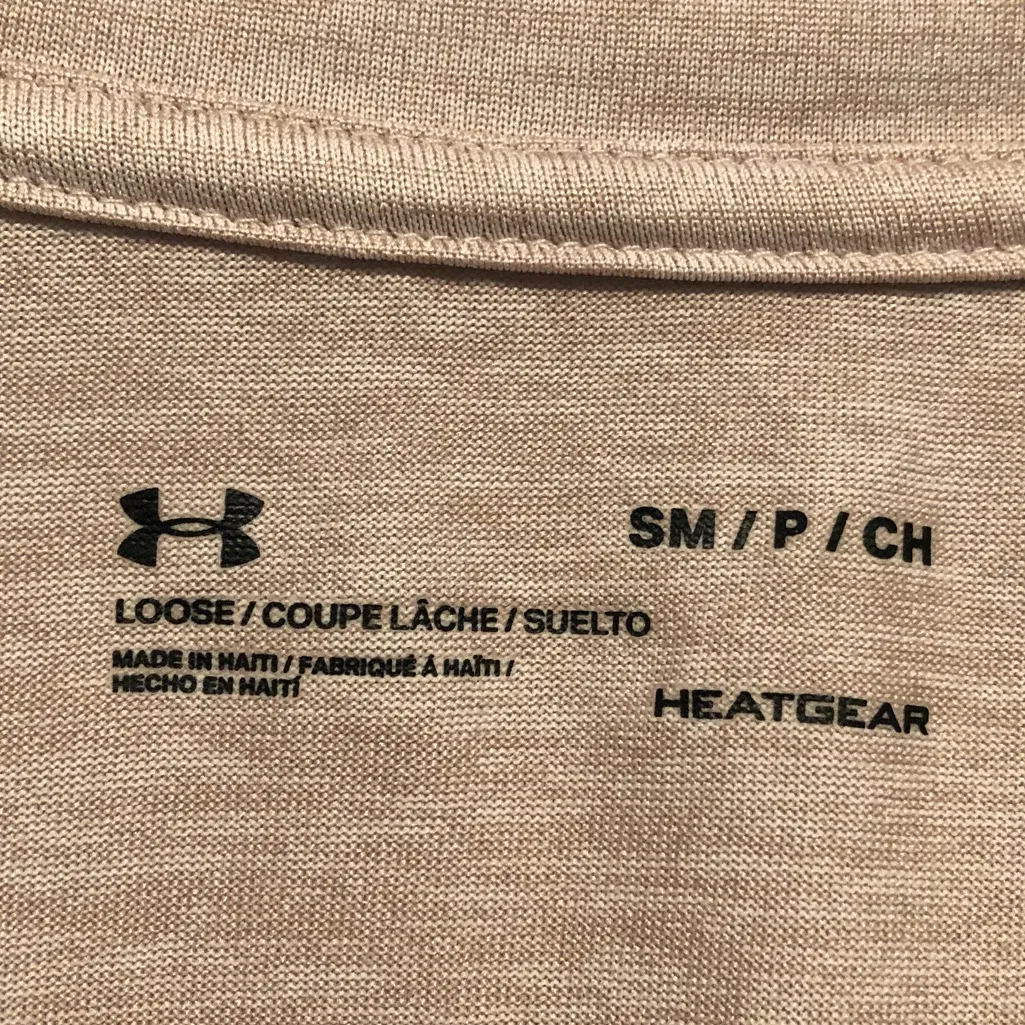 SM / P / CH
LOOSE / COUPE LÂCHE / SUELTO
MADE IN HAITI / FABRIQUÉ À HAÏTI /
HECHO EN HAITÍ
HEATGEAR